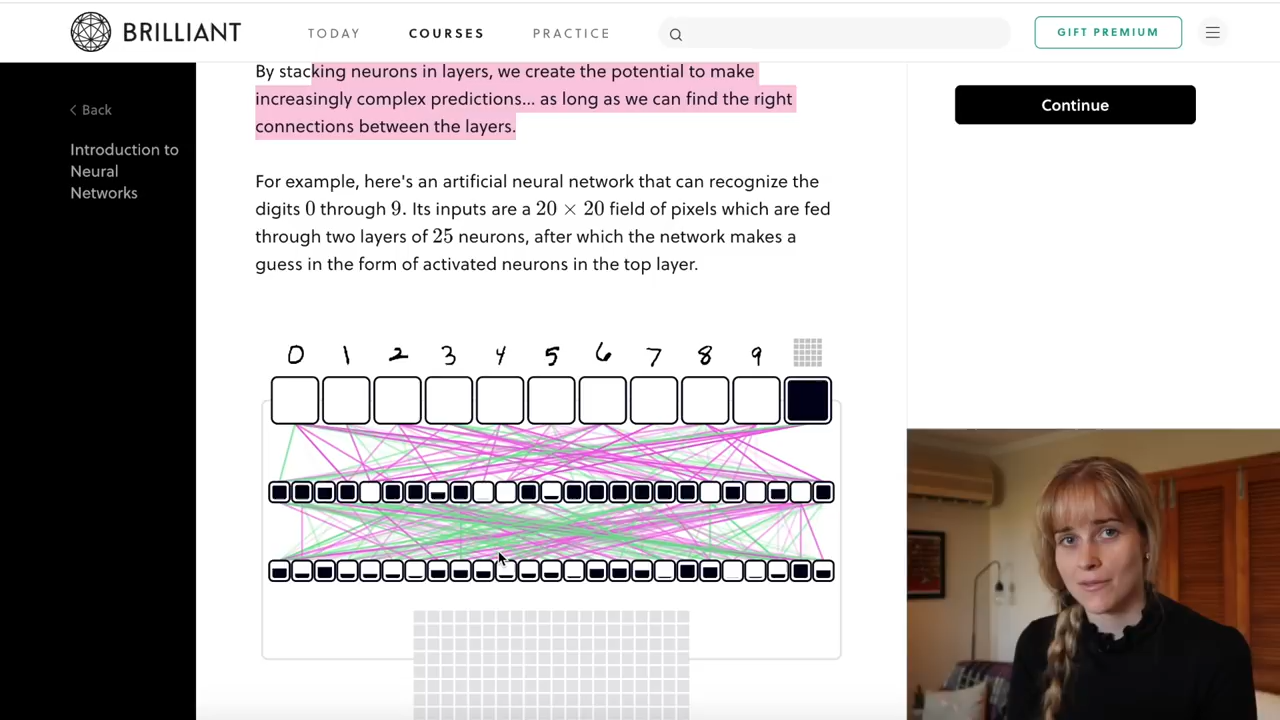 BRILLIANT
TODAY
COURSES
PRACTICE
GIFT PREMIUM
Back
Introduction to
Neural
Networks
By stacking neurons in layers, we create the potential to make
increasingly complex predictions... as long as we can find the right
connections between the layers.
For example, here's an artificial neural network that can recognize the
digits 0 through 9. Its inputs are a 20 × 20 field of pixels which are fed
through two layers of 25 neurons, after which the network makes a
guess in the form of activated neurons in the top layer.
0 1 2 3 4 5 6 7 8 9
Continue